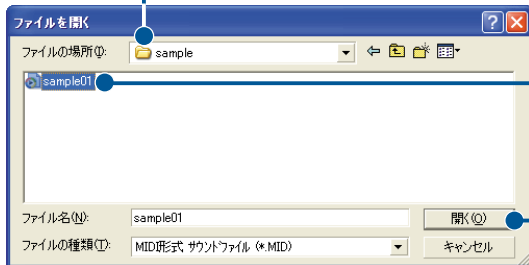 ファイルを開く
ファイルの場所(I): sample
sample01
ファイル名(N): sample01 開く(O)
ファイルの種類(T): MIDI形式 サウンドファイル (*.MID) キャンセル